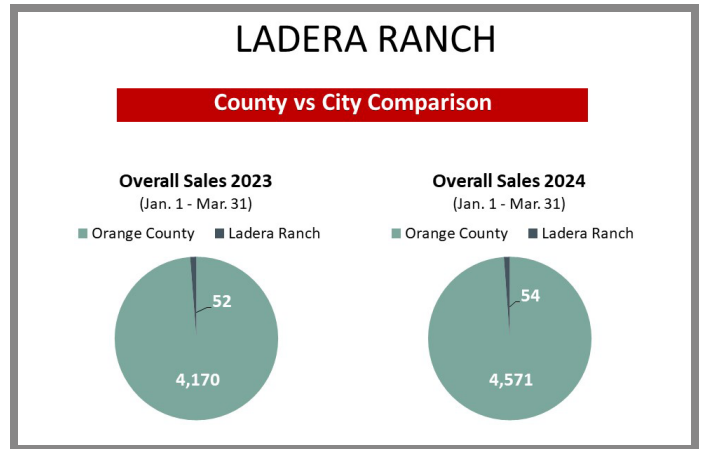 LADERA RANCH
County vs City Comparison
Overall Sales 2023
(Jan. 1 - Mar. 31)
Orange County Ladera Ranch
52
4,170
Overall Sales 2024
(Jan. 1 - Mar. 31)
Orange County Ladera Ranch
54
4,571